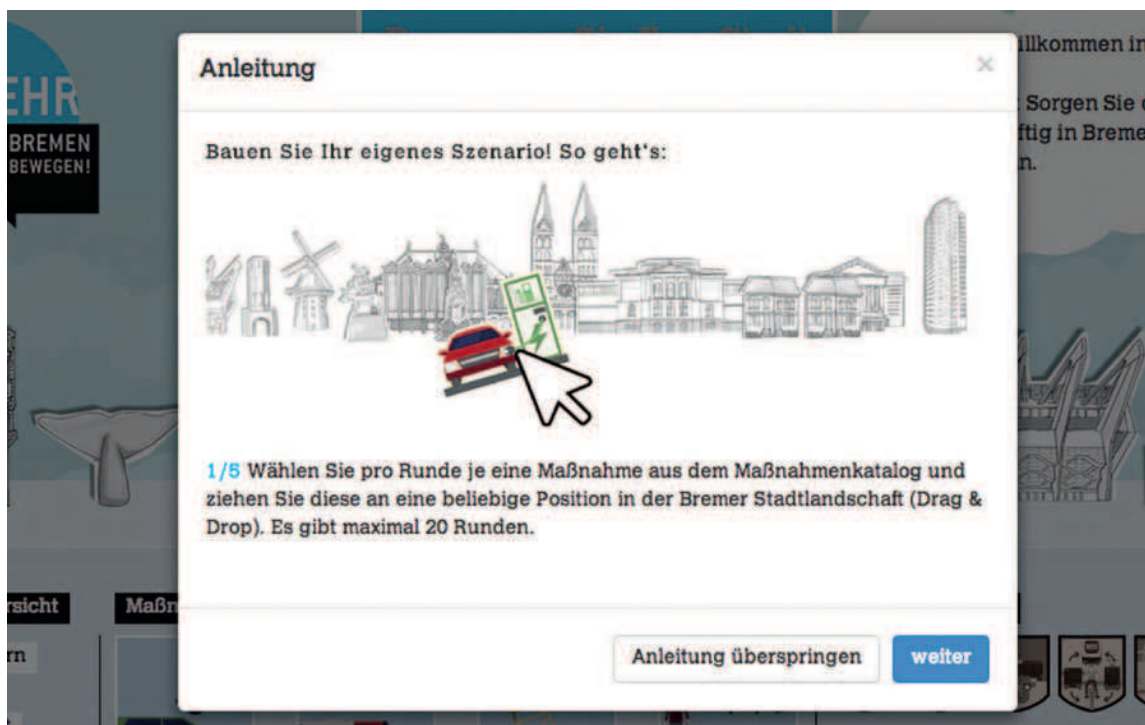 EHR
BREMEN
BEWEGEN!
Anleitung
×
Bauen Sie Ihr eigenes Szenario! So geht's:
1/5 Wählen Sie pro Runde je eine Maßnahme aus dem Maßnahmenkatalog und
ziehen Sie diese an eine beliebige Position in der Bremer Stadtlandschaft (Drag &
Drop). Es gibt maximal 20 Runden.
Anleitung überspringen
weiter
illkommen in
Sorgen Sie
ftig in Breme
n.
rsicht
Maßn
rn